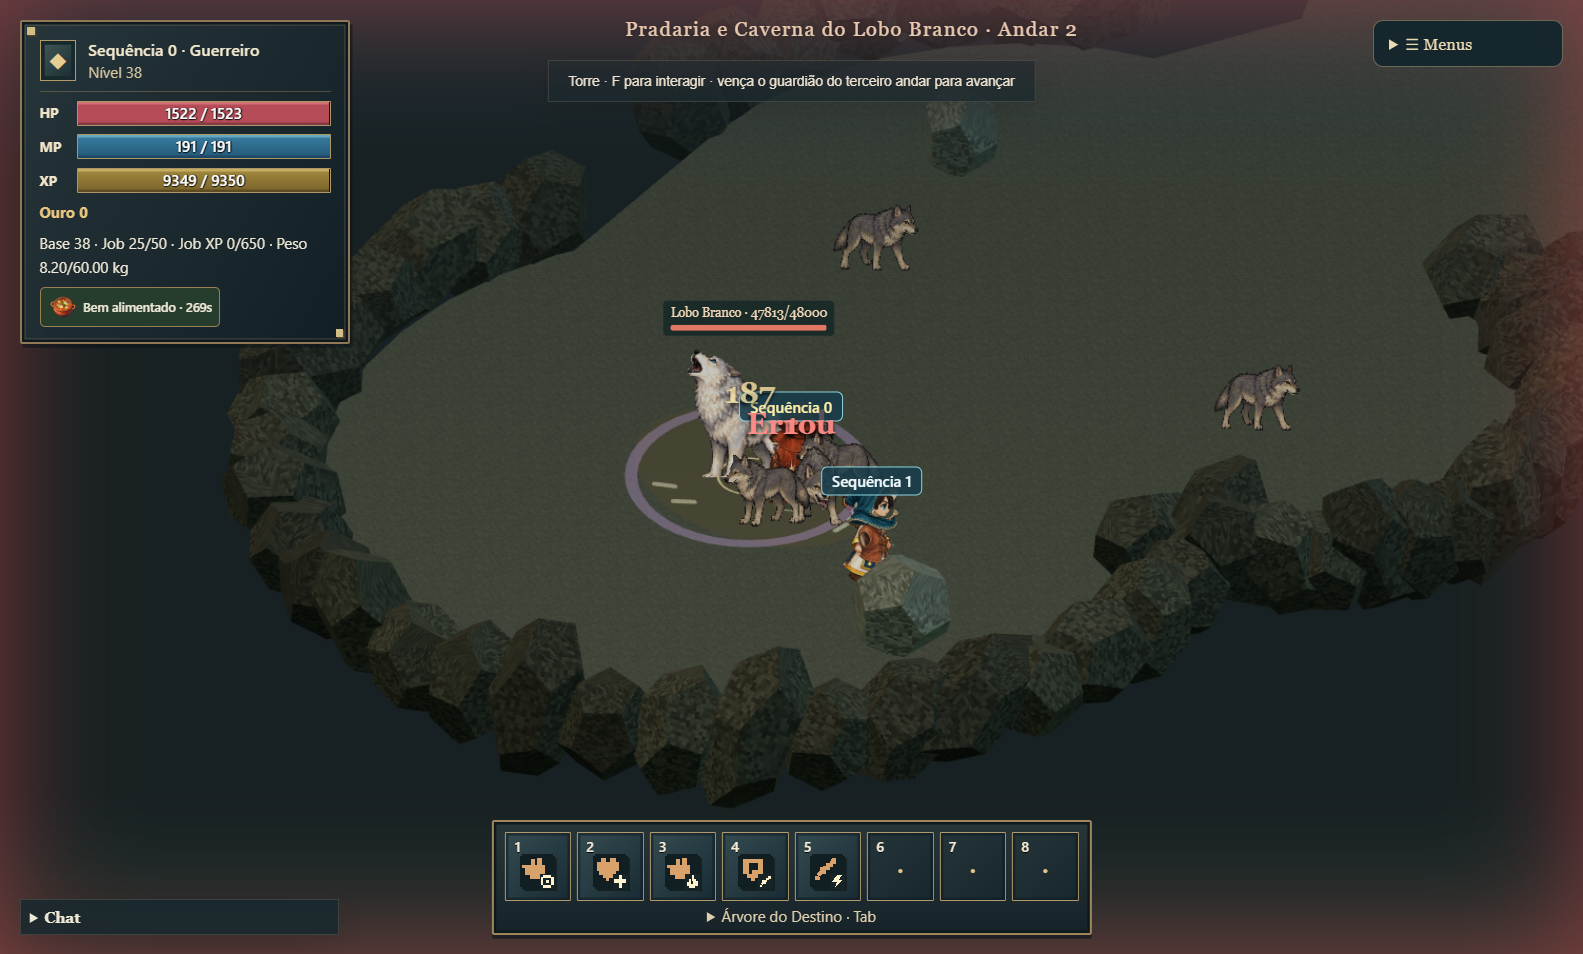 Sequência 0 · Guerreiro
Nível 38
HP 1522 / 1523
MP 191 / 191
XP 9349 / 9350
Ouro 0
Base 38 · Job 25/50 · Job XP 0/650 · Peso
8.20/60.00 kg
Bem alimentado · 269s
Pradaria e Caverna do Lobo Branco · Andar 2
Torre · F para interagir · vença o guardião do terceiro andar para avançar
☰ Menus
Lobo Branco · 47813/48000
187
Sequência 0
Errou
Sequência 1
1 2 3 4 5 6 7 8
Árvore do Destino · Tab
Chat